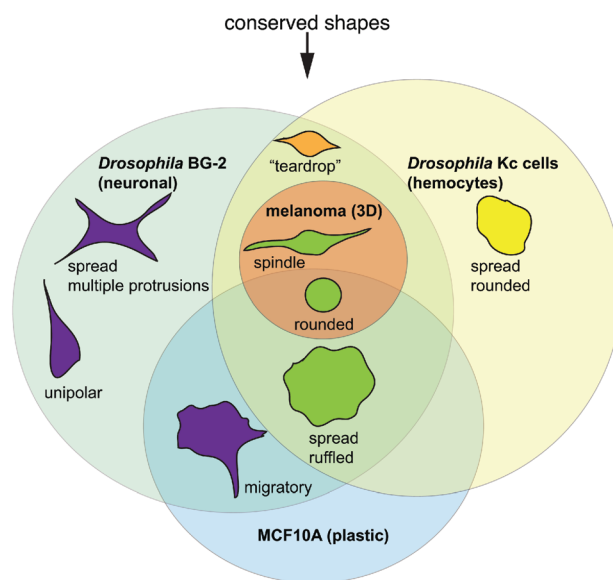 conserved shapes
Drosophila BG-2
(neuronal)
"teardrop"
Drosophila Kc cells
(hemocytes)
melanoma (3D)
spindle
spread
multiple protrusions
spread
rounded
rounded
unipolar
spread
ruffled
migratory
MCF10A (plastic)